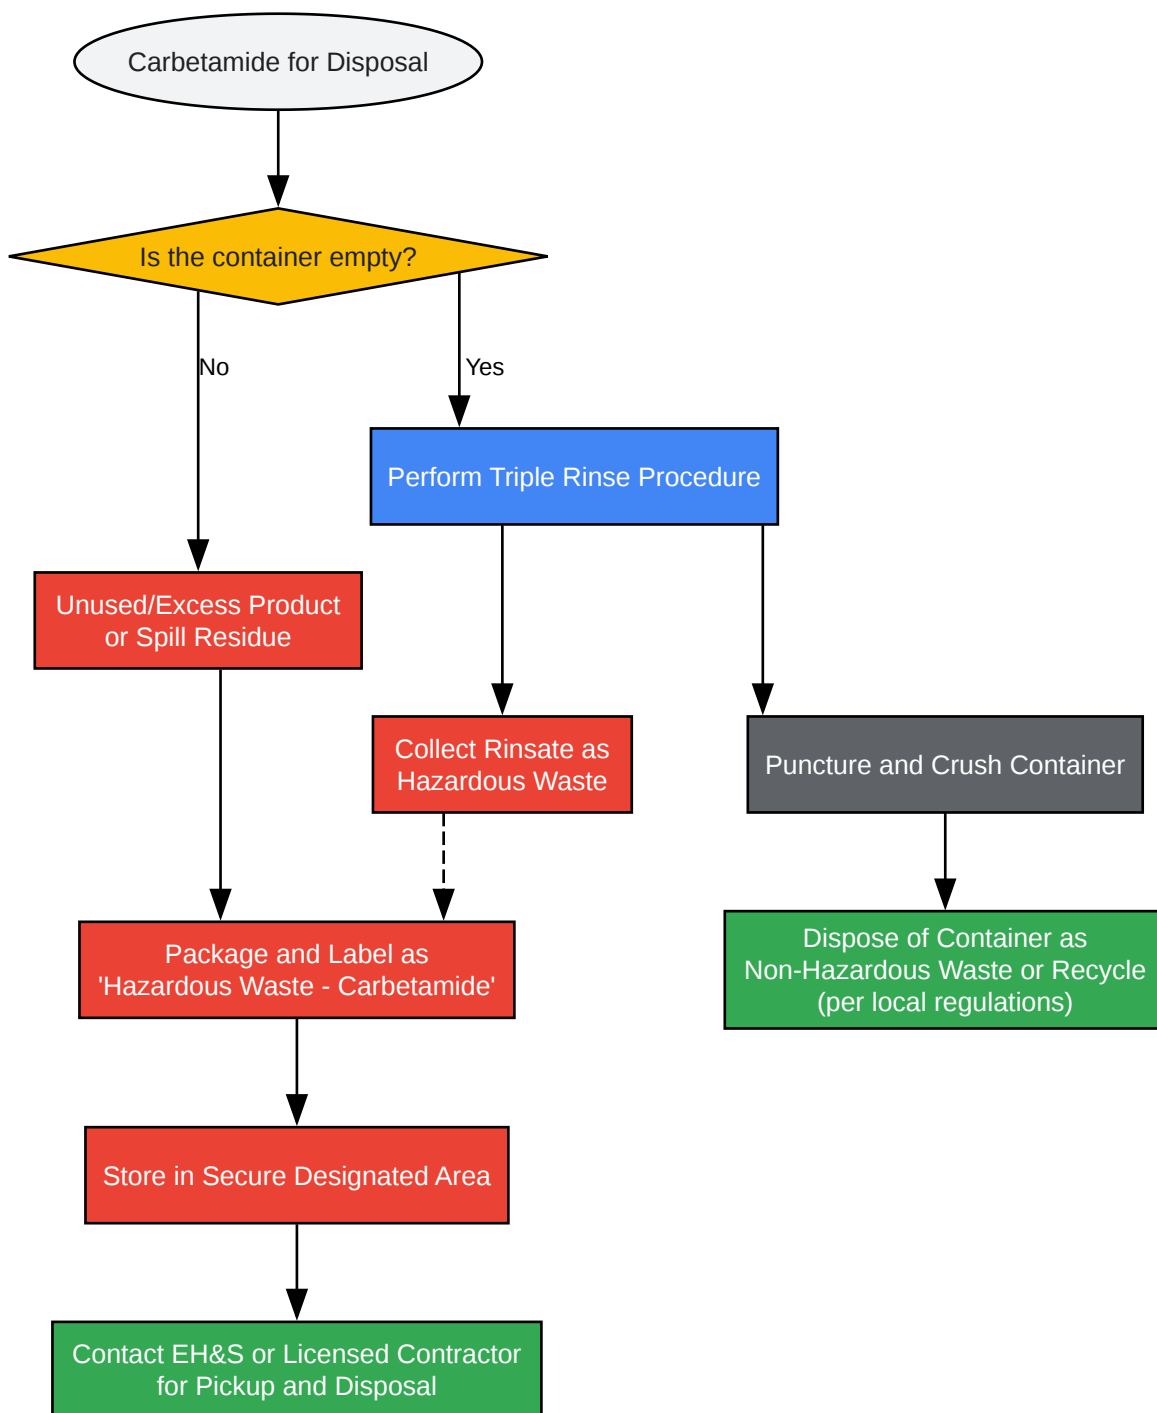 Carbetamide for Disposal
Is the container empty?
No
Yes
Perform Triple Rinse Procedure
Unused/Excess Product
or Spill Residue
Collect Rinsate as
Hazardous Waste
Puncture and Crush Container
Package and Label as
'Hazardous Waste - Carbetamide'
Dispose of Container as
Non-Hazardous Waste or Recycle
(per local regulations)
Store in Secure Designated Area
Contact EH&S or Licensed Contractor
for Pickup and Disposal